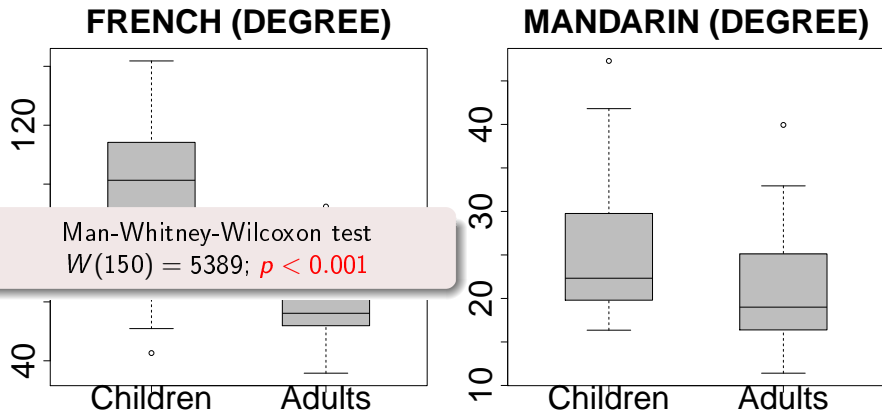 FRENCH (DEGREE)
120
40
Children Adults
Man-Whitney-Wilcoxon test
W(150) = 5389; p < 0.001
MANDARIN (DEGREE)
40
30
20
10
Children Adults